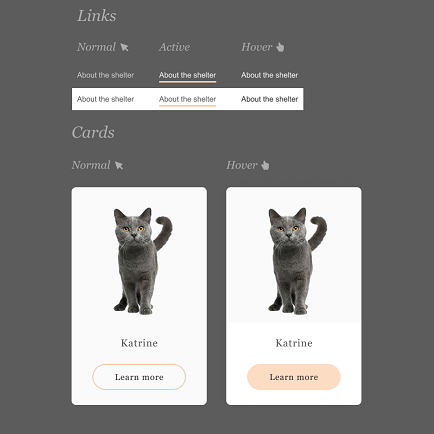 Links
Normal Active Hover
About the shelter About the shelter About the shelter
About the shelter About the shelter About the shelter
Cards
Normal Hover
Katrine Katrine
Learn more Learn more